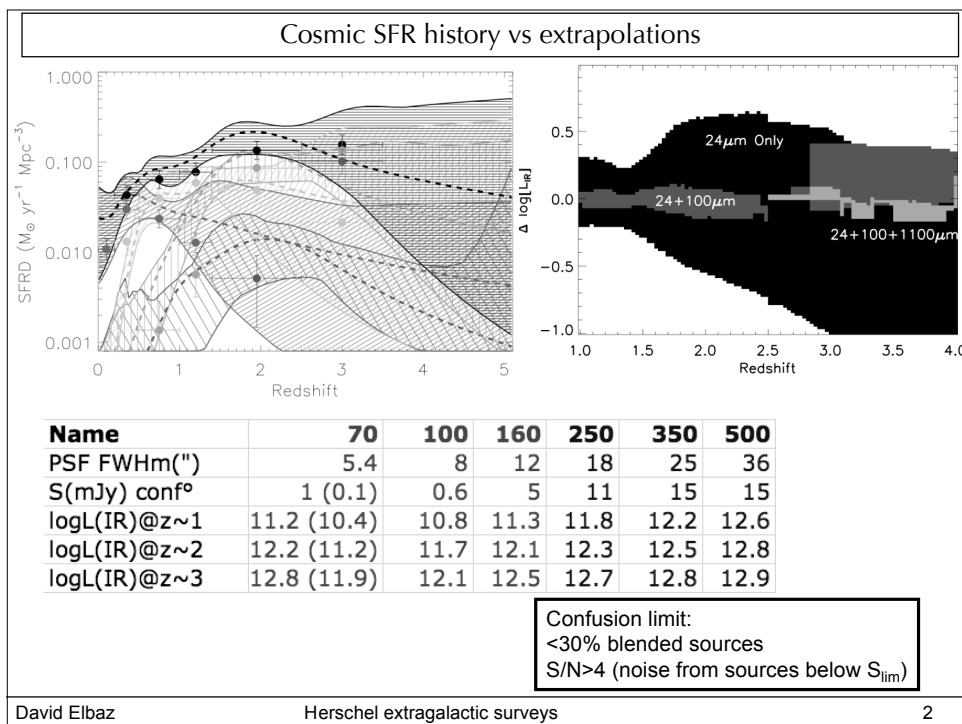 Cosmic SFR history vs extrapolations
1.000
0.100
0.010
0.001
SFRD (M☉ yr⁻¹ Mpc⁻³)
0 1 2 3 4 5
Redshift
0.5
0.0
−0.5
−1.0
Δ log[L_IR]
24μm Only
24+100μm
24+100+1100μm
1.0 1.5 2.0 2.5 3.0 3.5 4.0
Redshift
Name 70 100 160 250 350 500
PSF FWHm(") 5.4 8 12 18 25 36
S(mJy) confº 1 (0.1) 0.6 5 11 15 15
logL(IR)@z~1 11.2 (10.4) 10.8 11.3 11.8 12.2 12.6
logL(IR)@z~2 12.2 (11.2) 11.7 12.1 12.3 12.5 12.8
logL(IR)@z~3 12.8 (11.9) 12.1 12.5 12.7 12.8 12.9
Confusion limit:
<30% blended sources
S/N>4 (noise from sources below S_lim)
David Elbaz Herschel extragalactic surveys 2